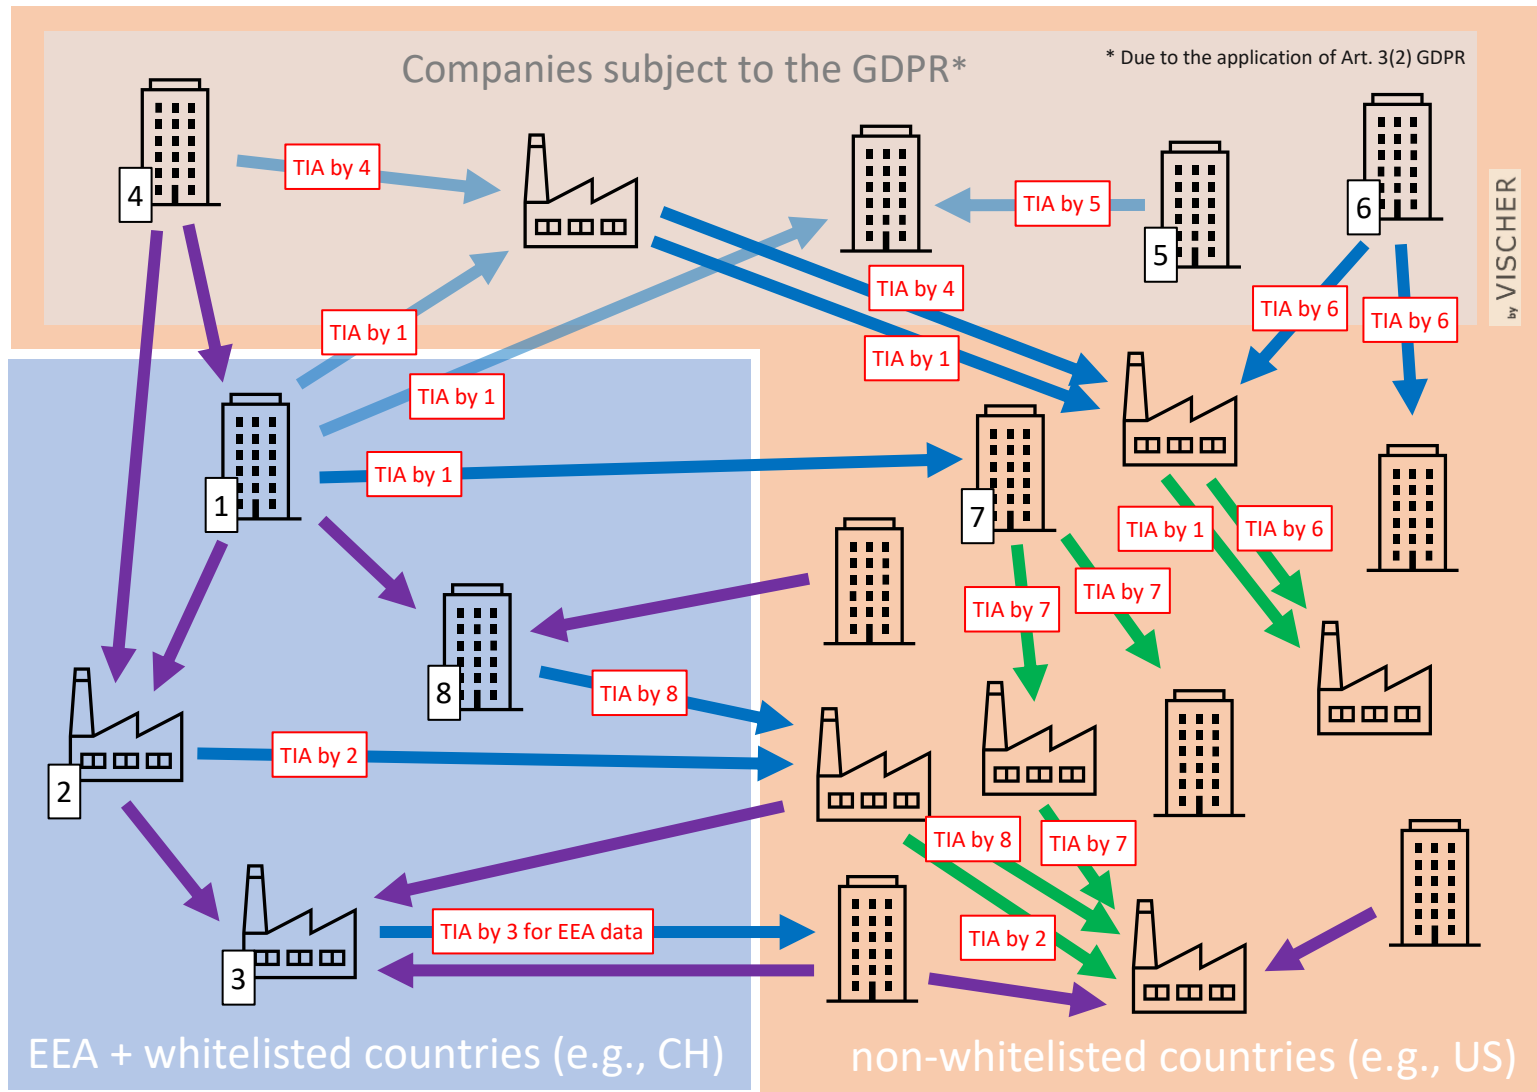 Companies subject to the GDPR*
* Due to the application of Art. 3(2) GDPR
4
TIA by 4
TIA by 5
5
6
by VISCHER
TIA by 4
TIA by 6
TIA by 6
TIA by 1
TIA by 1
TIA by 1
TIA by 1
1
7
TIA by 1
TIA by 6
TIA by 7
TIA by 7
8
TIA by 8
2
TIA by 2
TIA by 8
TIA by 7
3
TIA by 3 for EEA data
TIA by 2
EEA + whitelisted countries (e.g., CH)
non-whitelisted countries (e.g., US)